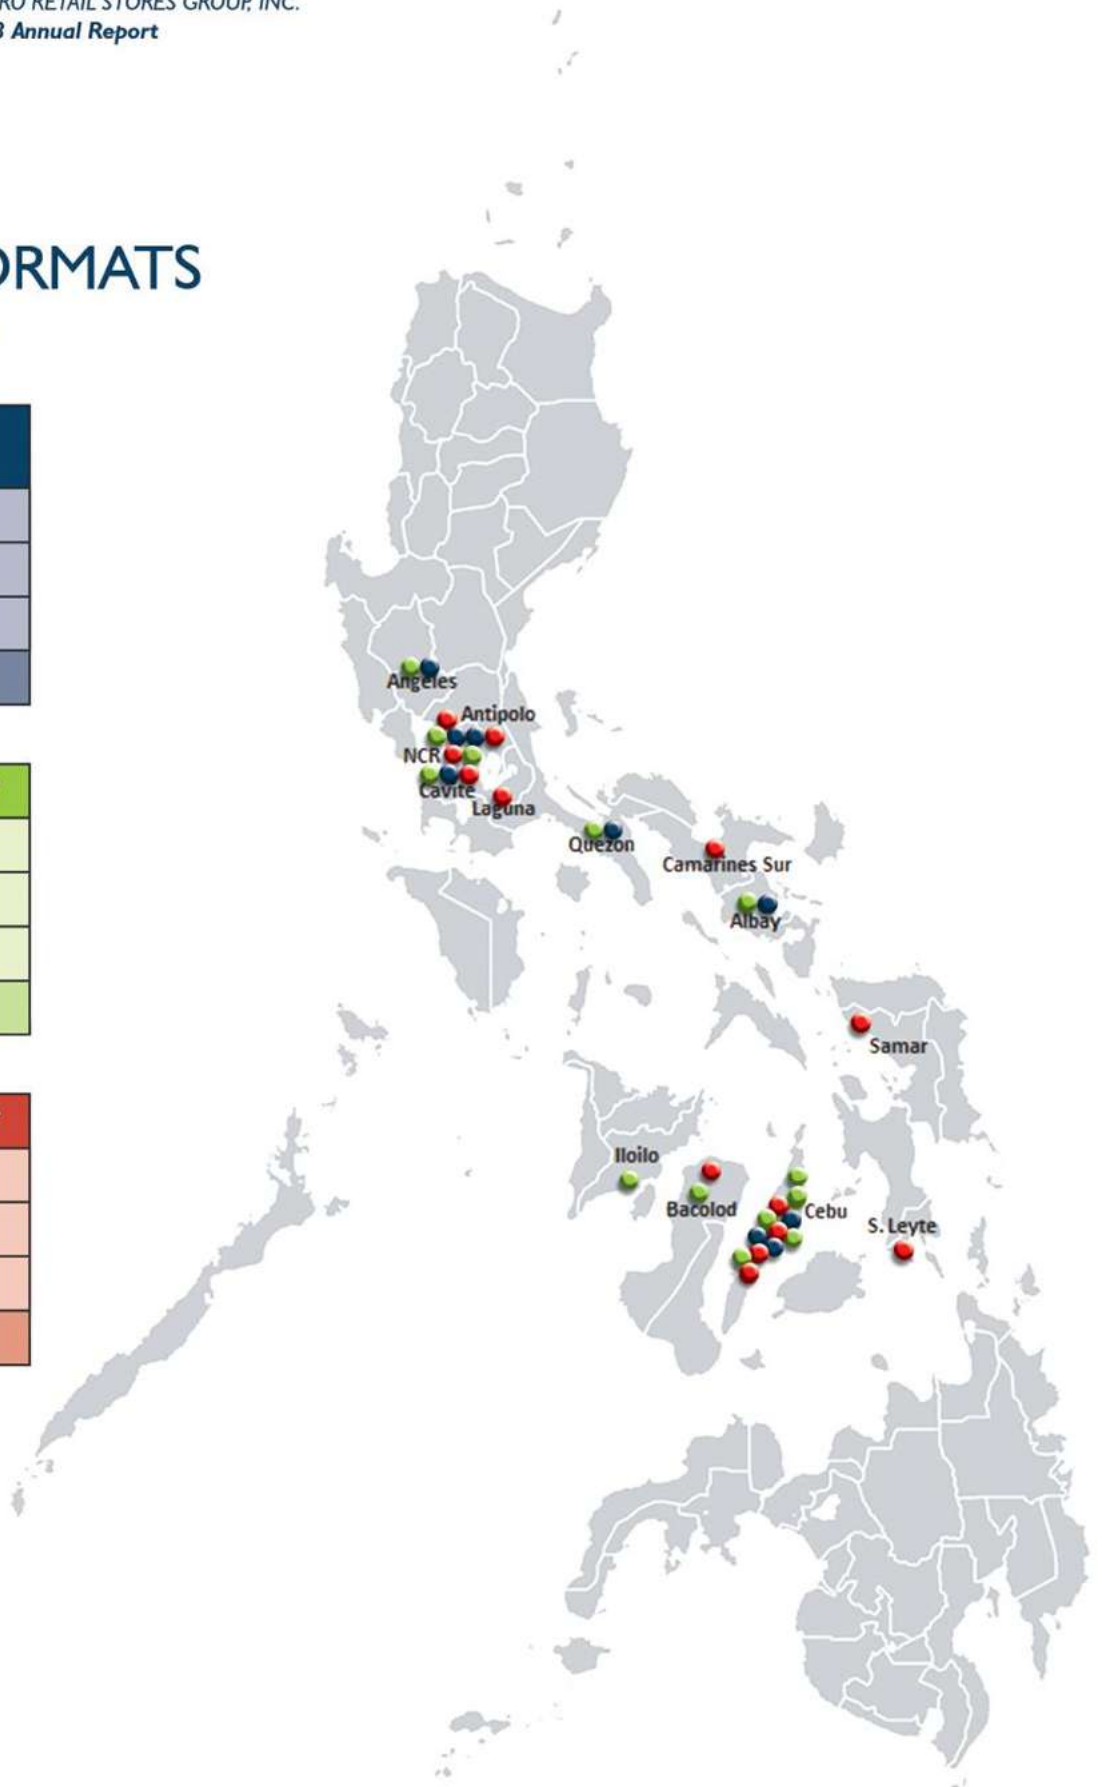 RO RETAIL STORES GROUP, INC.
Annual Report
ORMATS
Angeles
Antipolo
NCR
Cavite
Laguna
Quezon
Camarines Sur
Albay
Samar
Iloilo
Bacolod
Cebu
S. Leyte